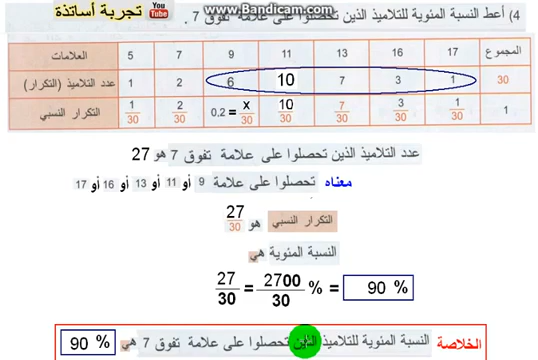 www.Bandicam.com
تجربة أساتذة You Tube
4) أعط النسبة المئوية للتلاميذ الذين تحصلوا على علامة تفوق 7 .
العلامات 5 7 9 11 13 16 17 المجموع
عدد التلاميذ (التكرار) 1 2 6 10 7 3 1 30
التكرار النسبي 1/30 2/30 0,2 = x/30 10/30 7/30 3/30 1/30 1
عدد التلاميذ الذين تحصلوا على علامة تفوق 7 هو 27
معناه تحصلوا على علامة 9 أو 11 أو 13 أو 16 أو 17
التكرار النسبي هو 27/30
النسبة المئوية هي
27/30 = 2700/30 % = 90 %
الخلاصة النسبة المئوية للتلاميذ الذين تحصلوا على علامة تفوق 7 هي 90 %